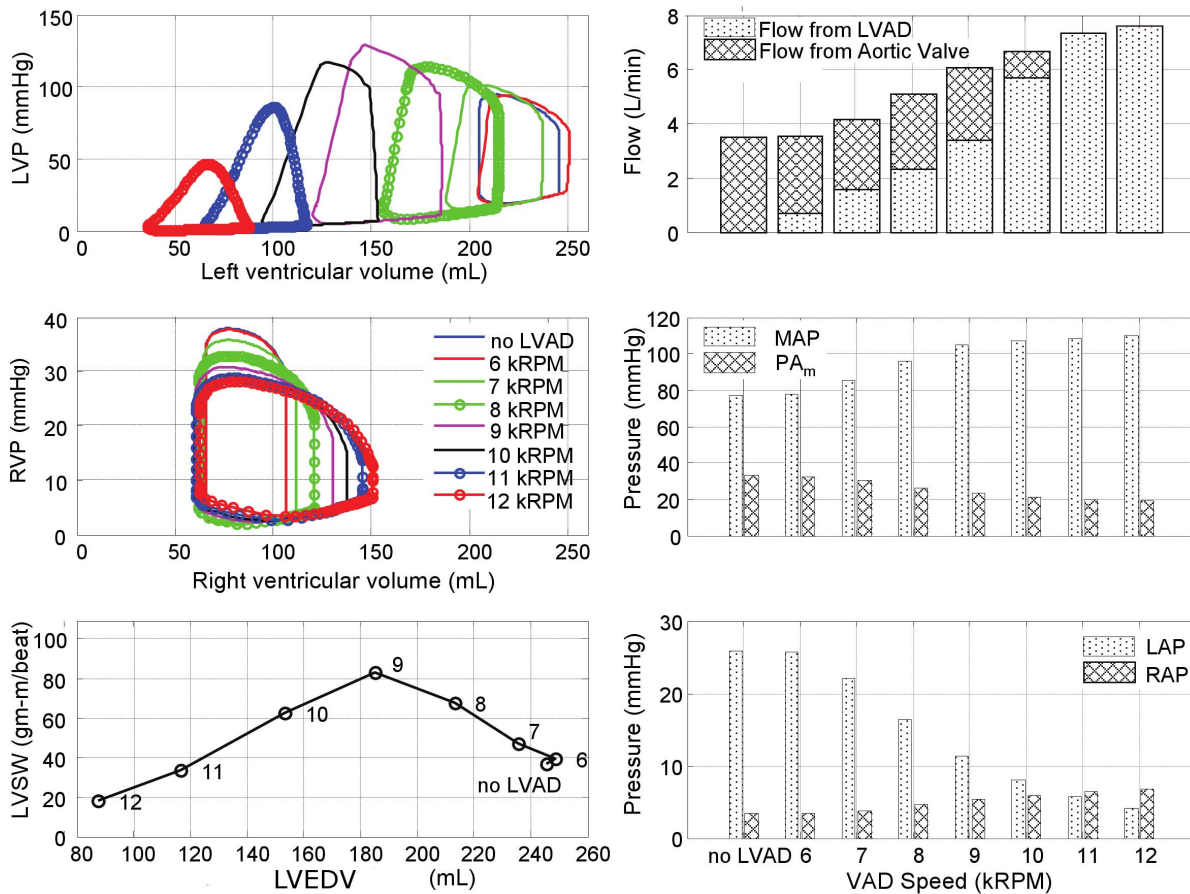 150
100
50
0
LVP (mmHg)
0 50 100 150 200 250
Left ventricular volume (mL)
8
6
4
2
0
Flow (L/min)
Flow from LVAD
Flow from Aortic Valve
40
30
20
10
0
RVP (mmHg)
no LVAD
6 kRPM
7 kRPM
8 kRPM
9 kRPM
10 kRPM
11 kRPM
12 kRPM
0 50 100 150 200 250
Right ventricular volume (mL)
120
100
80
60
40
20
0
Pressure (mmHg)
MAP
PAm
100
80
60
40
20
0
LVSW (gm-m/beat)
9
8
10
7
6
11
no LVAD
12
80 100 120 140 160 180 200 220 240 260
LVEDV (mL)
30
20
10
0
Pressure (mmHg)
LAP
RAP
no LVAD 6 7 8 9 10 11 12
VAD Speed (kRPM)